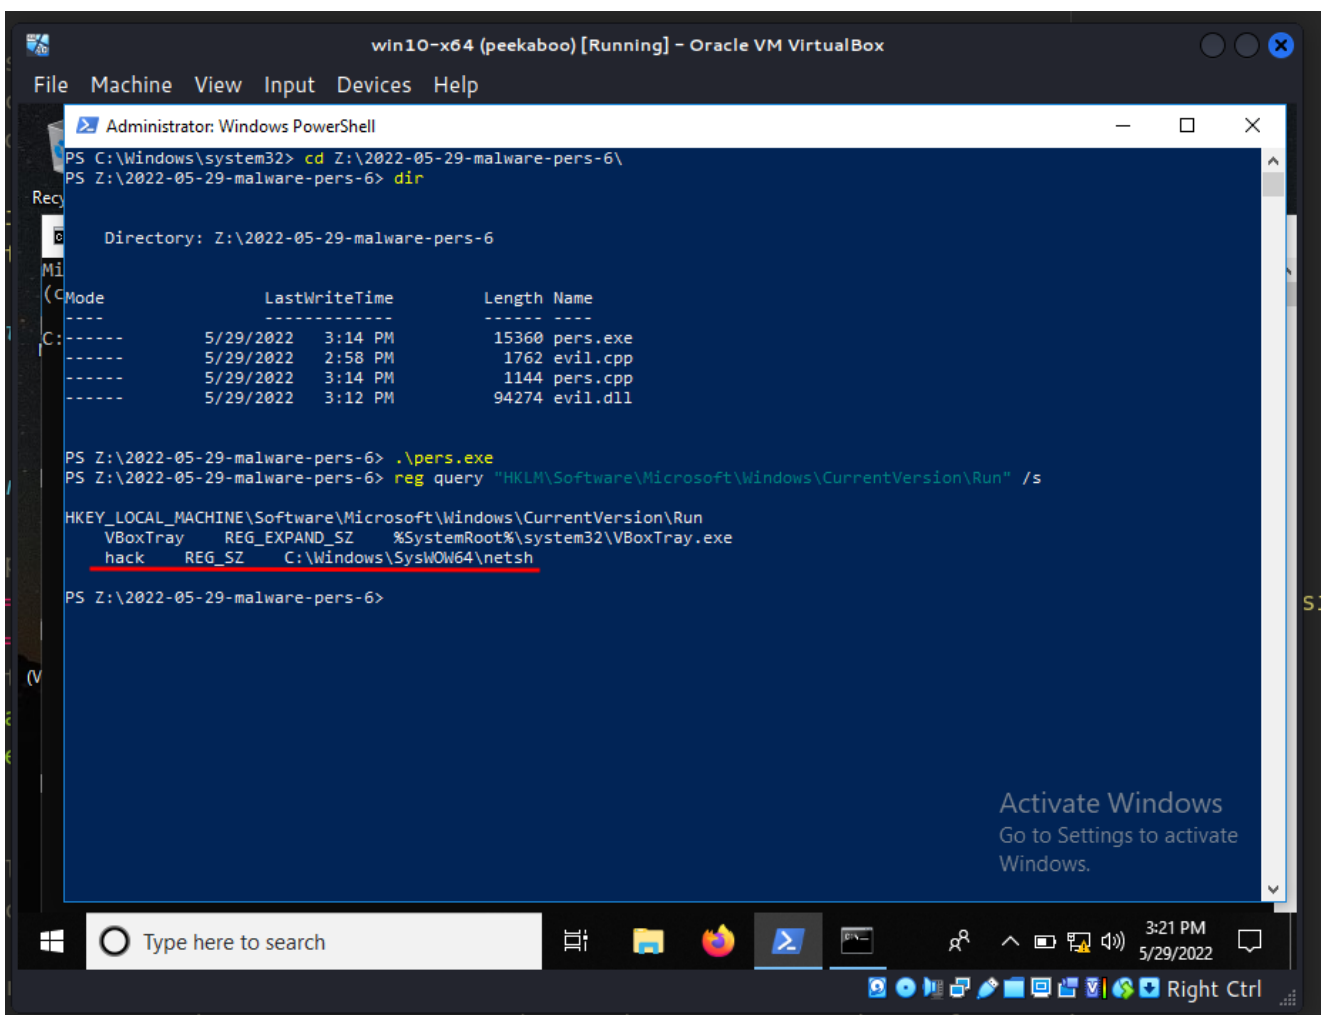 win10-x64 (peekaboo) [Running] - Oracle VM VirtualBox
File Machine View Input Devices Help
Administrator: Windows PowerShell
PS C:\Windows\system32> cd Z:\2022-05-29-malware-pers-6\
PS Z:\2022-05-29-malware-pers-6> dir
Directory: Z:\2022-05-29-malware-pers-6
Mode LastWriteTime Length Name
---- ------------- ------ ----
------ 5/29/2022 3:14 PM 15360 pers.exe
------ 5/29/2022 2:58 PM 1762 evil.cpp
------ 5/29/2022 3:14 PM 1144 pers.cpp
------ 5/29/2022 3:12 PM 94274 evil.dll
PS Z:\2022-05-29-malware-pers-6> .\pers.exe
PS Z:\2022-05-29-malware-pers-6> reg query "HKLM\Software\Microsoft\Windows\CurrentVersion\Run" /s
HKEY_LOCAL_MACHINE\Software\Microsoft\Windows\CurrentVersion\Run
VBoxTray REG_EXPAND_SZ %SystemRoot%\system32\VBoxTray.exe
hack REG_SZ C:\Windows\SysWOW64\netsh
PS Z:\2022-05-29-malware-pers-6>
Recy
Mi
(c
C:
(V
Activate Windows
Go to Settings to activate
Windows.
Type here to search
3:21 PM
5/29/2022
Right Ctrl